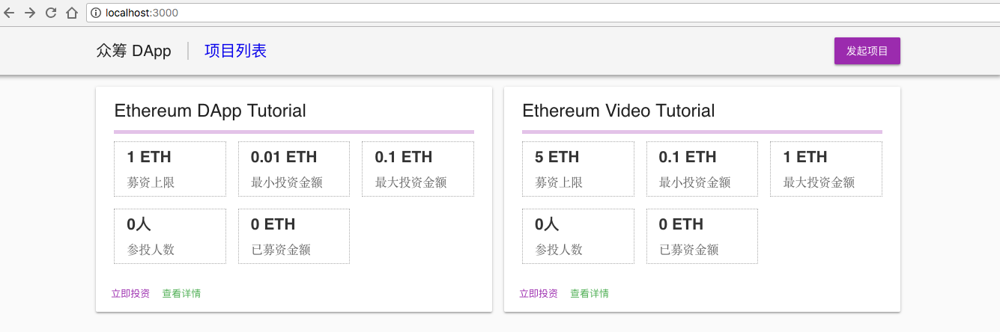 localhost:3000
众筹 DApp 项目列表 发起项目
Ethereum DApp Tutorial
1 ETH 0.01 ETH 0.1 ETH
募资上限 最小投资金额 最大投资金额
0人 0 ETH
参投人数 已募资金额
立即投资 查看详情
Ethereum Video Tutorial
5 ETH 0.1 ETH 1 ETH
募资上限 最小投资金额 最大投资金额
0人 0 ETH
参投人数 已募资金额
立即投资 查看详情